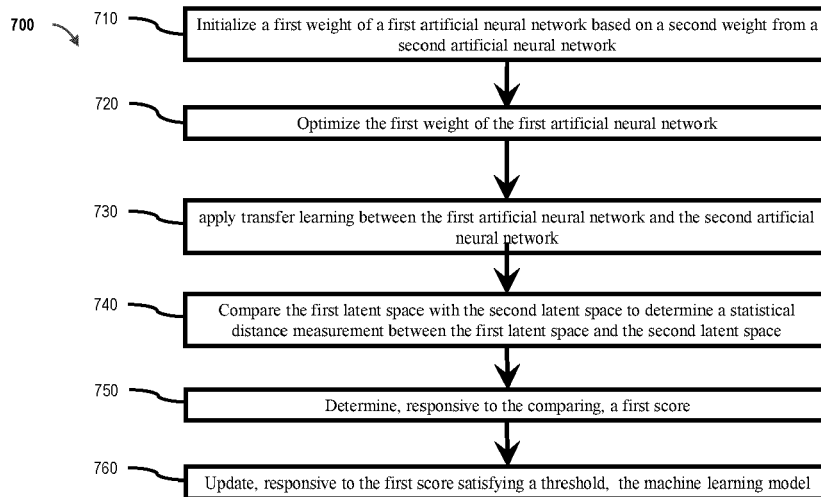 700
710
Initialize a first weight of a first artificial neural network based on a second weight from a
second artificial neural network
720
Optimize the first weight of the first artificial neural network
730
apply transfer learning between the first artificial neural network and the second artificial
neural network
740
Compare the first latent space with the second latent space to determine a statistical
distance measurement between the first latent space and the second latent space
750
Determine, responsive to the comparing, a first score
760
Update, responsive to the first score satisfying a threshold, the machine learning model